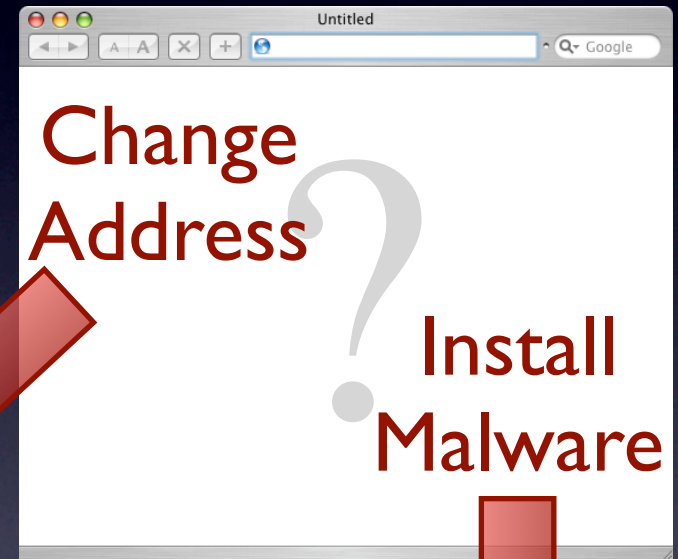 Untitled
A A
Google
Change
Address
?
Install
Malware